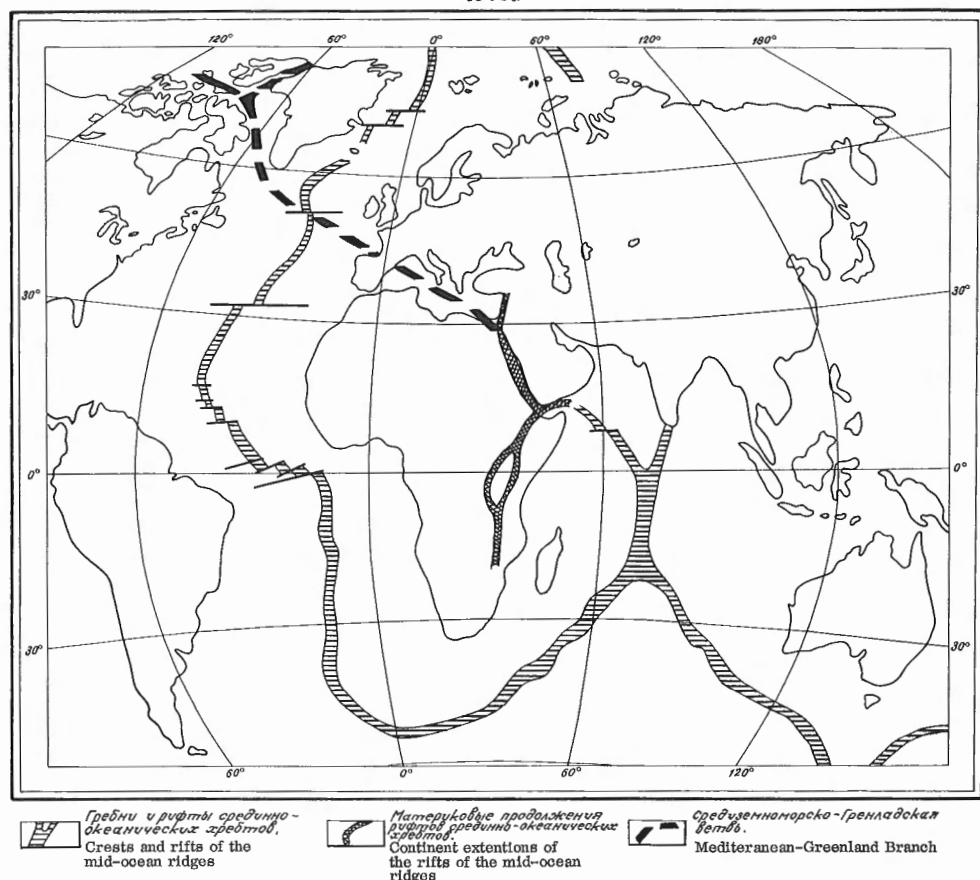 120° 60° 0° 60° 120° 180°
30° 30°
0° 0°
30° 30°
60° 0° 60° 120°
Гребни и рифты срединно-
океанических хребтов,
Crests and rifts of the
mid-ocean ridges
Материковые продолжения
рифтов срединно-океанических
хребтов.
Continent extentions of
the rifts of the mid-ocean
ridges
Средиземноморско-Гренладская
ветвь.
Mediteranean-Greenland Branch